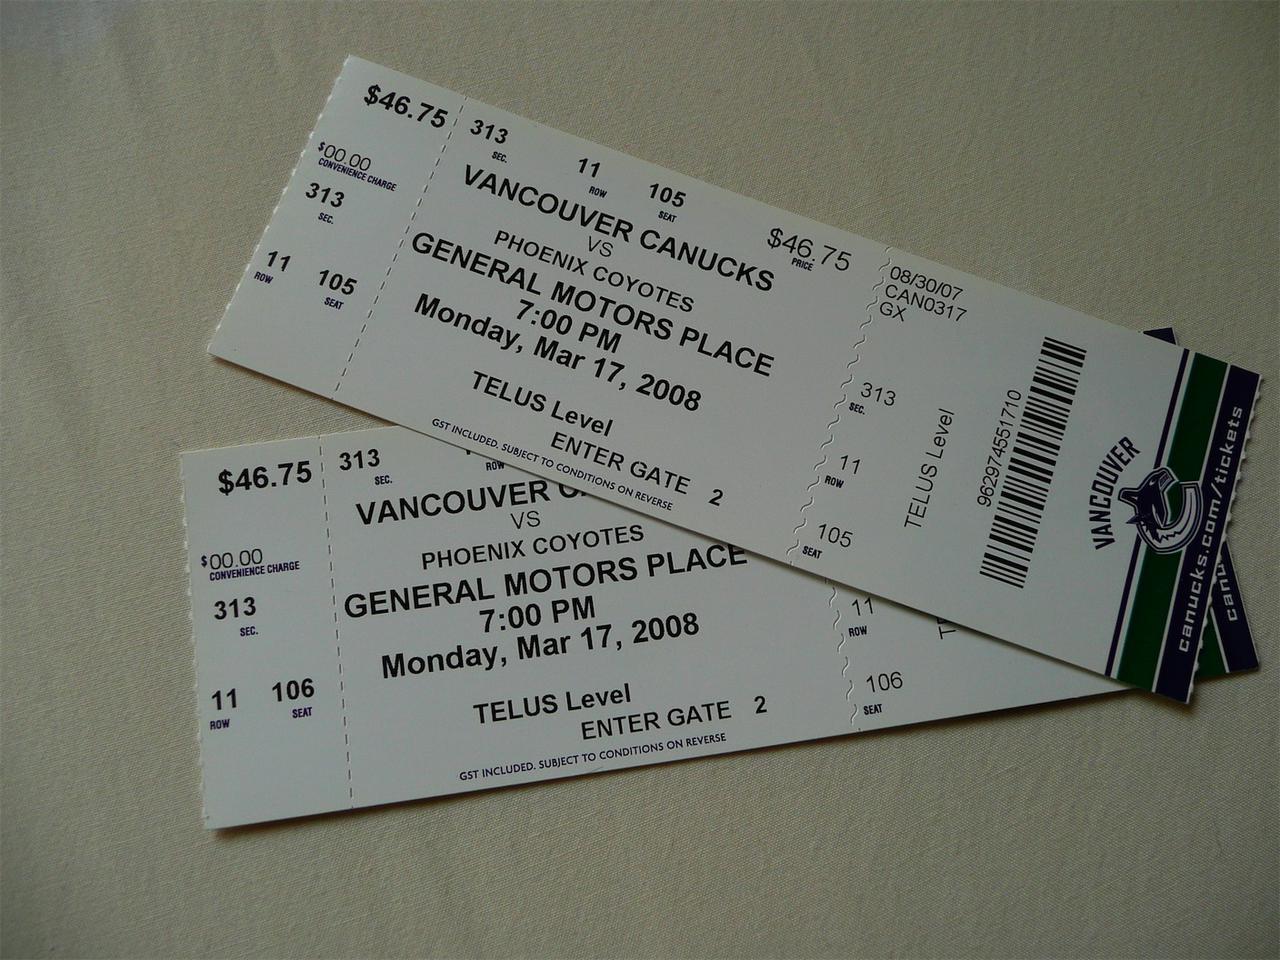 $46.75
$00.00
CONVENIENCE CHARGE
313
SEC.
11
ROW
105
SEAT
313
SEC.
11
ROW
105
SEAT
VANCOUVER CANUCKS
VS
PHOENIX COYOTES
GENERAL MOTORS PLACE
7:00 PM
Monday, Mar 17, 2008
TELUS Level
ENTER GATE 2
GST INCLUDED. SUBJECT TO CONDITIONS ON REVERSE
$46.75
PRICE
08/30/07
CAN0317
GX
313
SEC.
11
ROW
105
SEAT
TELUS Level
962974551710
VANCOUVER
canucks.com/tickets
$46.75
$00.00
CONVENIENCE CHARGE
313
SEC.
11
ROW
106
SEAT
313
SEC.
ROW
VANCOUVER
VS
PHOENIX COYOTES
GENERAL MOTORS PLACE
7:00 PM
Monday, Mar 17, 2008
TELUS Level
ENTER GATE 2
GST INCLUDED. SUBJECT TO CONDITIONS ON REVERSE
11
ROW
106
SEAT